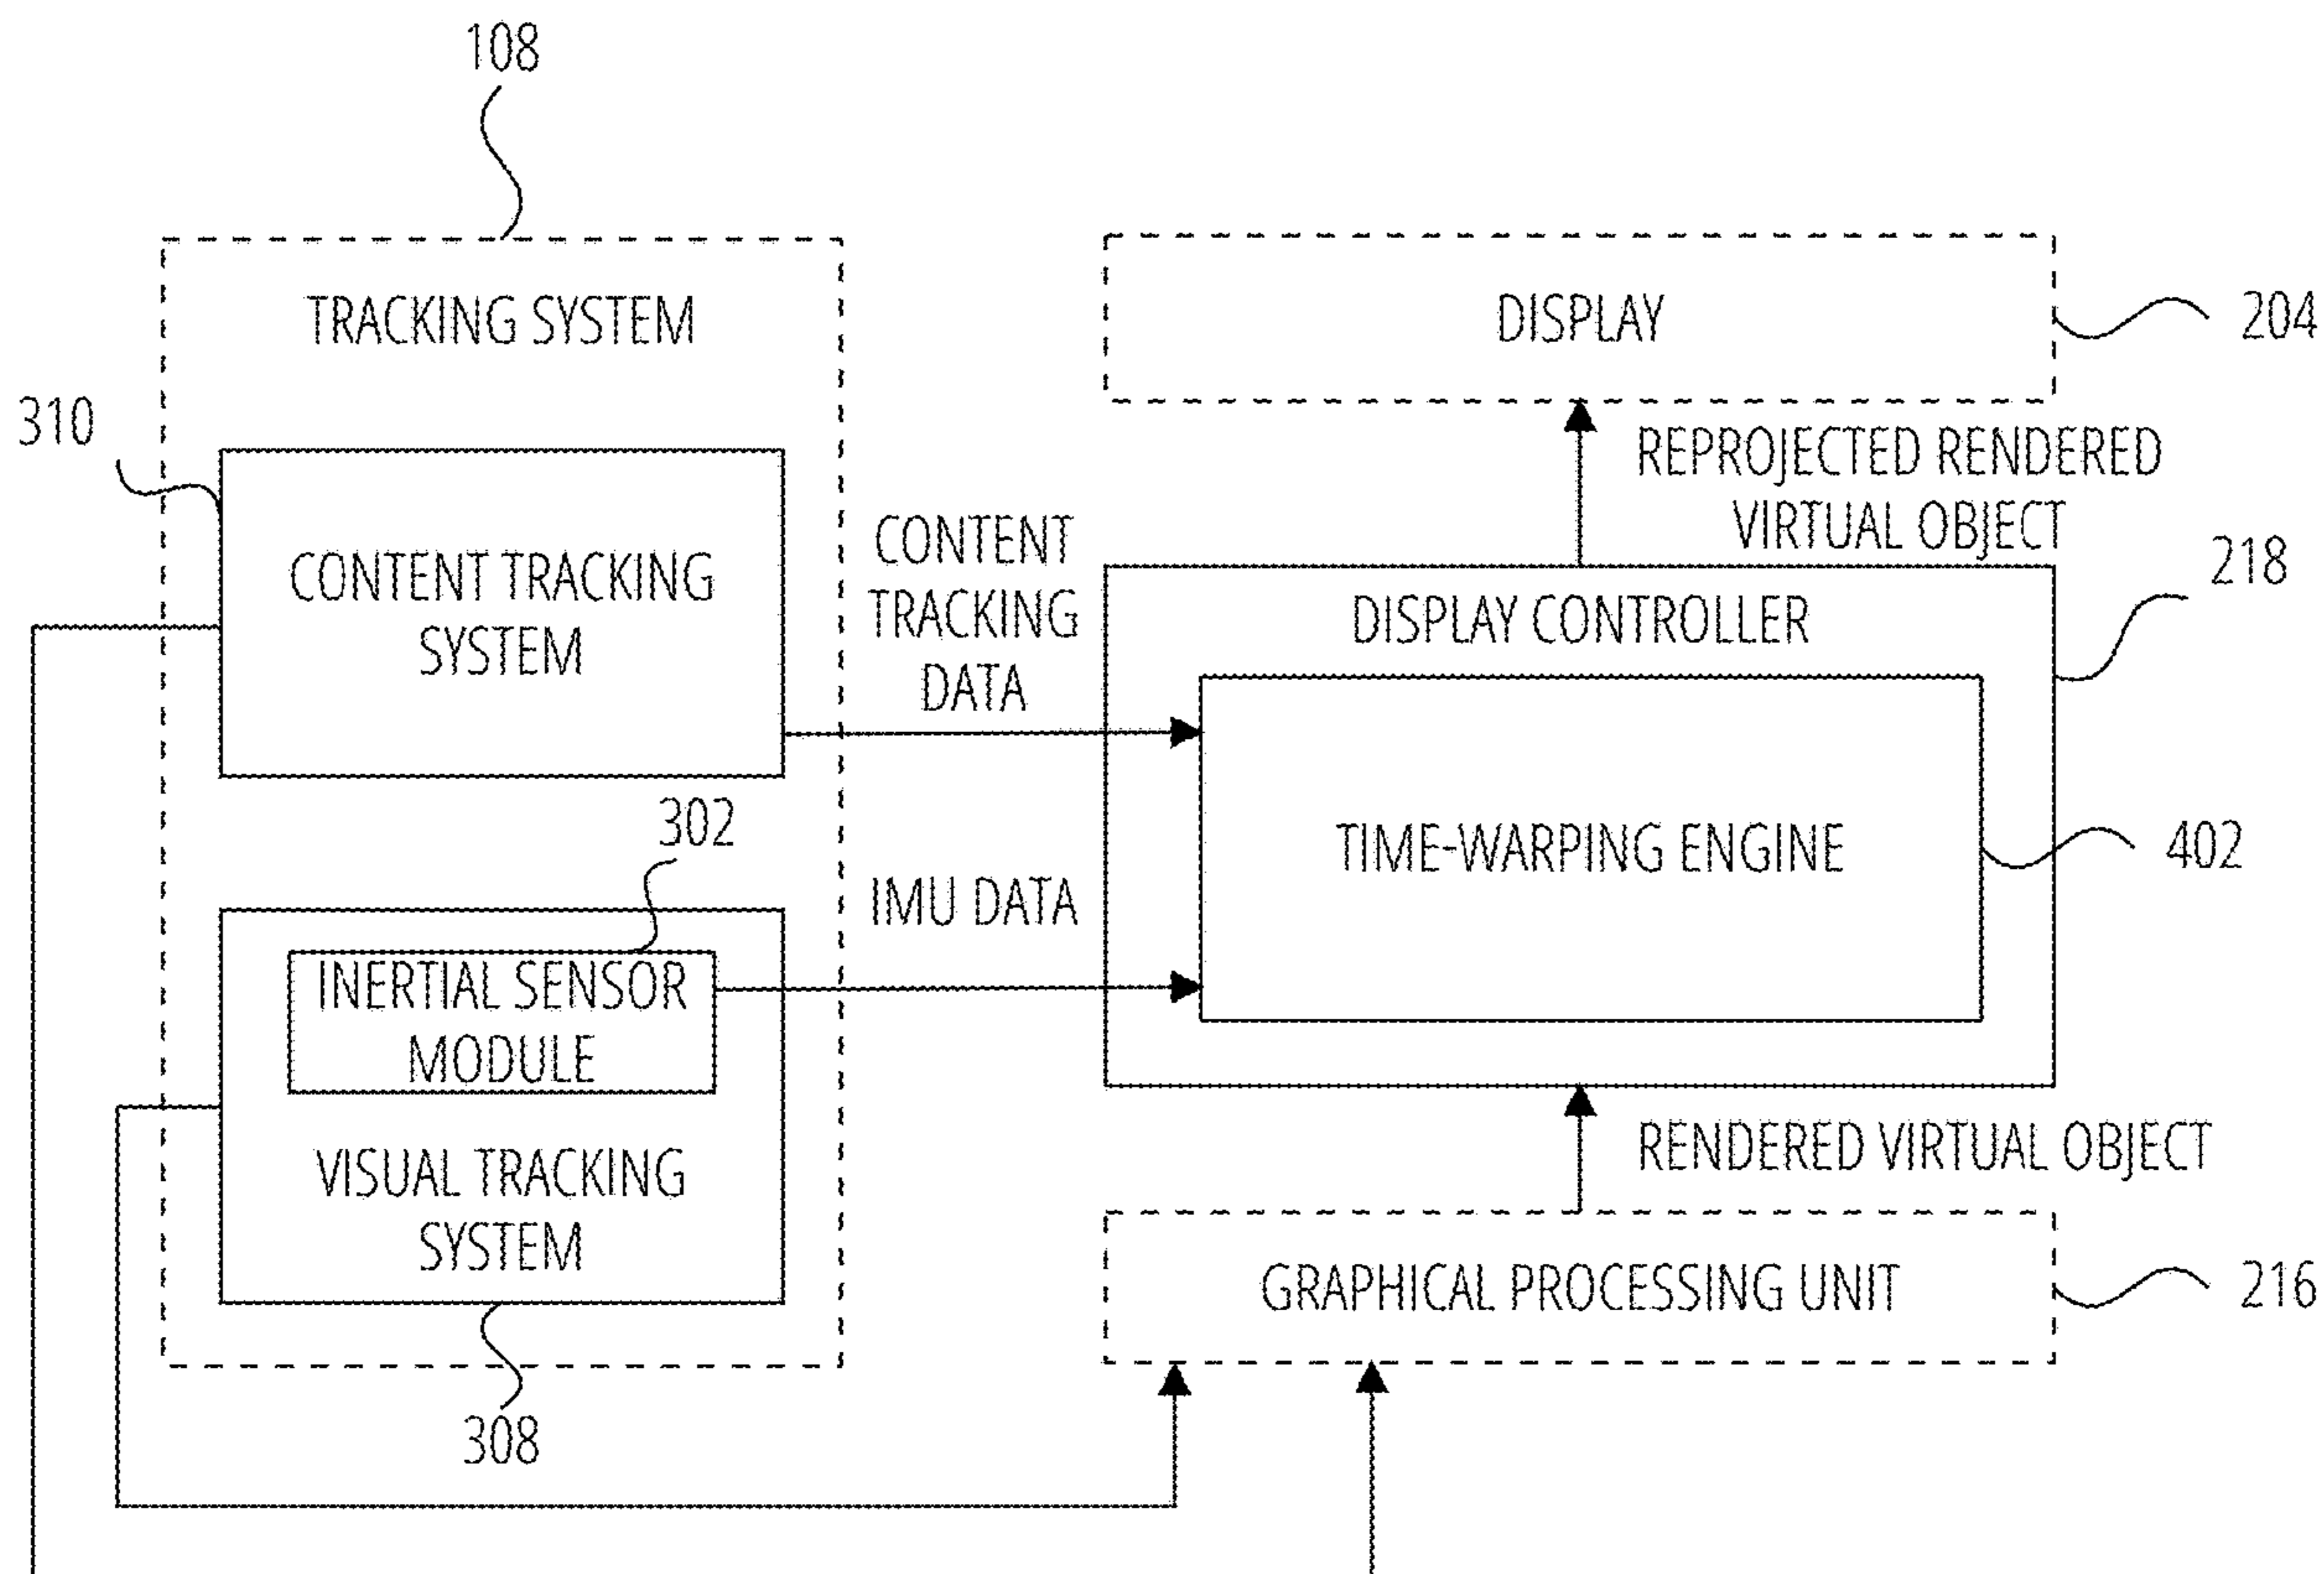 108
TRACKING SYSTEM
DISPLAY
204
310
REPROJECTED RENDERED
VIRTUAL OBJECT
CONTENT TRACKING
SYSTEM
CONTENT
TRACKING
DATA
218
DISPLAY CONTROLLER
302
TIME-WARPING ENGINE
402
IMU DATA
INERTIAL SENSOR
MODULE
VISUAL TRACKING
SYSTEM
RENDERED VIRTUAL OBJECT
GRAPHICAL PROCESSING UNIT
216
308